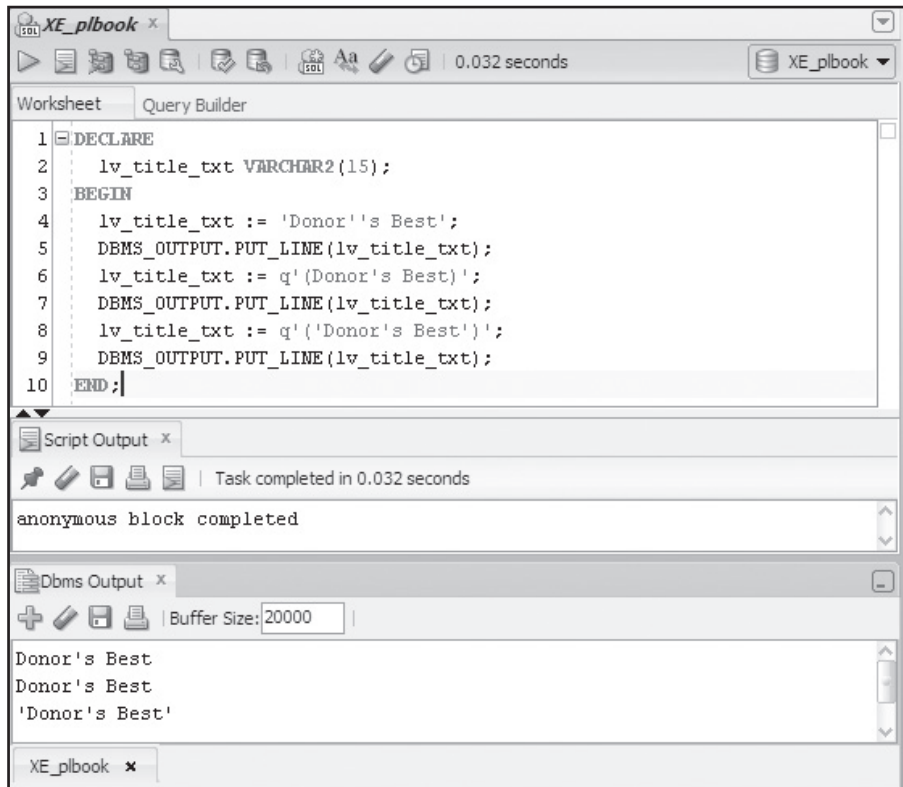 XE_plbook
SQL
SQL Aa 0.032 seconds XE_plbook
Worksheet Query Builder
1 DECLARE
2 lv_title_txt VARCHAR2(15);
3 BEGIN
4 lv_title_txt := 'Donor''s Best';
5 DBMS_OUTPUT.PUT_LINE(lv_title_txt);
6 lv_title_txt := q'(Donor's Best)';
7 DBMS_OUTPUT.PUT_LINE(lv_title_txt);
8 lv_title_txt := q'('Donor's Best')';
9 DBMS_OUTPUT.PUT_LINE(lv_title_txt);
10 END;
Script Output
Task completed in 0.032 seconds
anonymous block completed
Dbms Output
Buffer Size: 20000
Donor's Best
Donor's Best
'Donor's Best'
XE_plbook